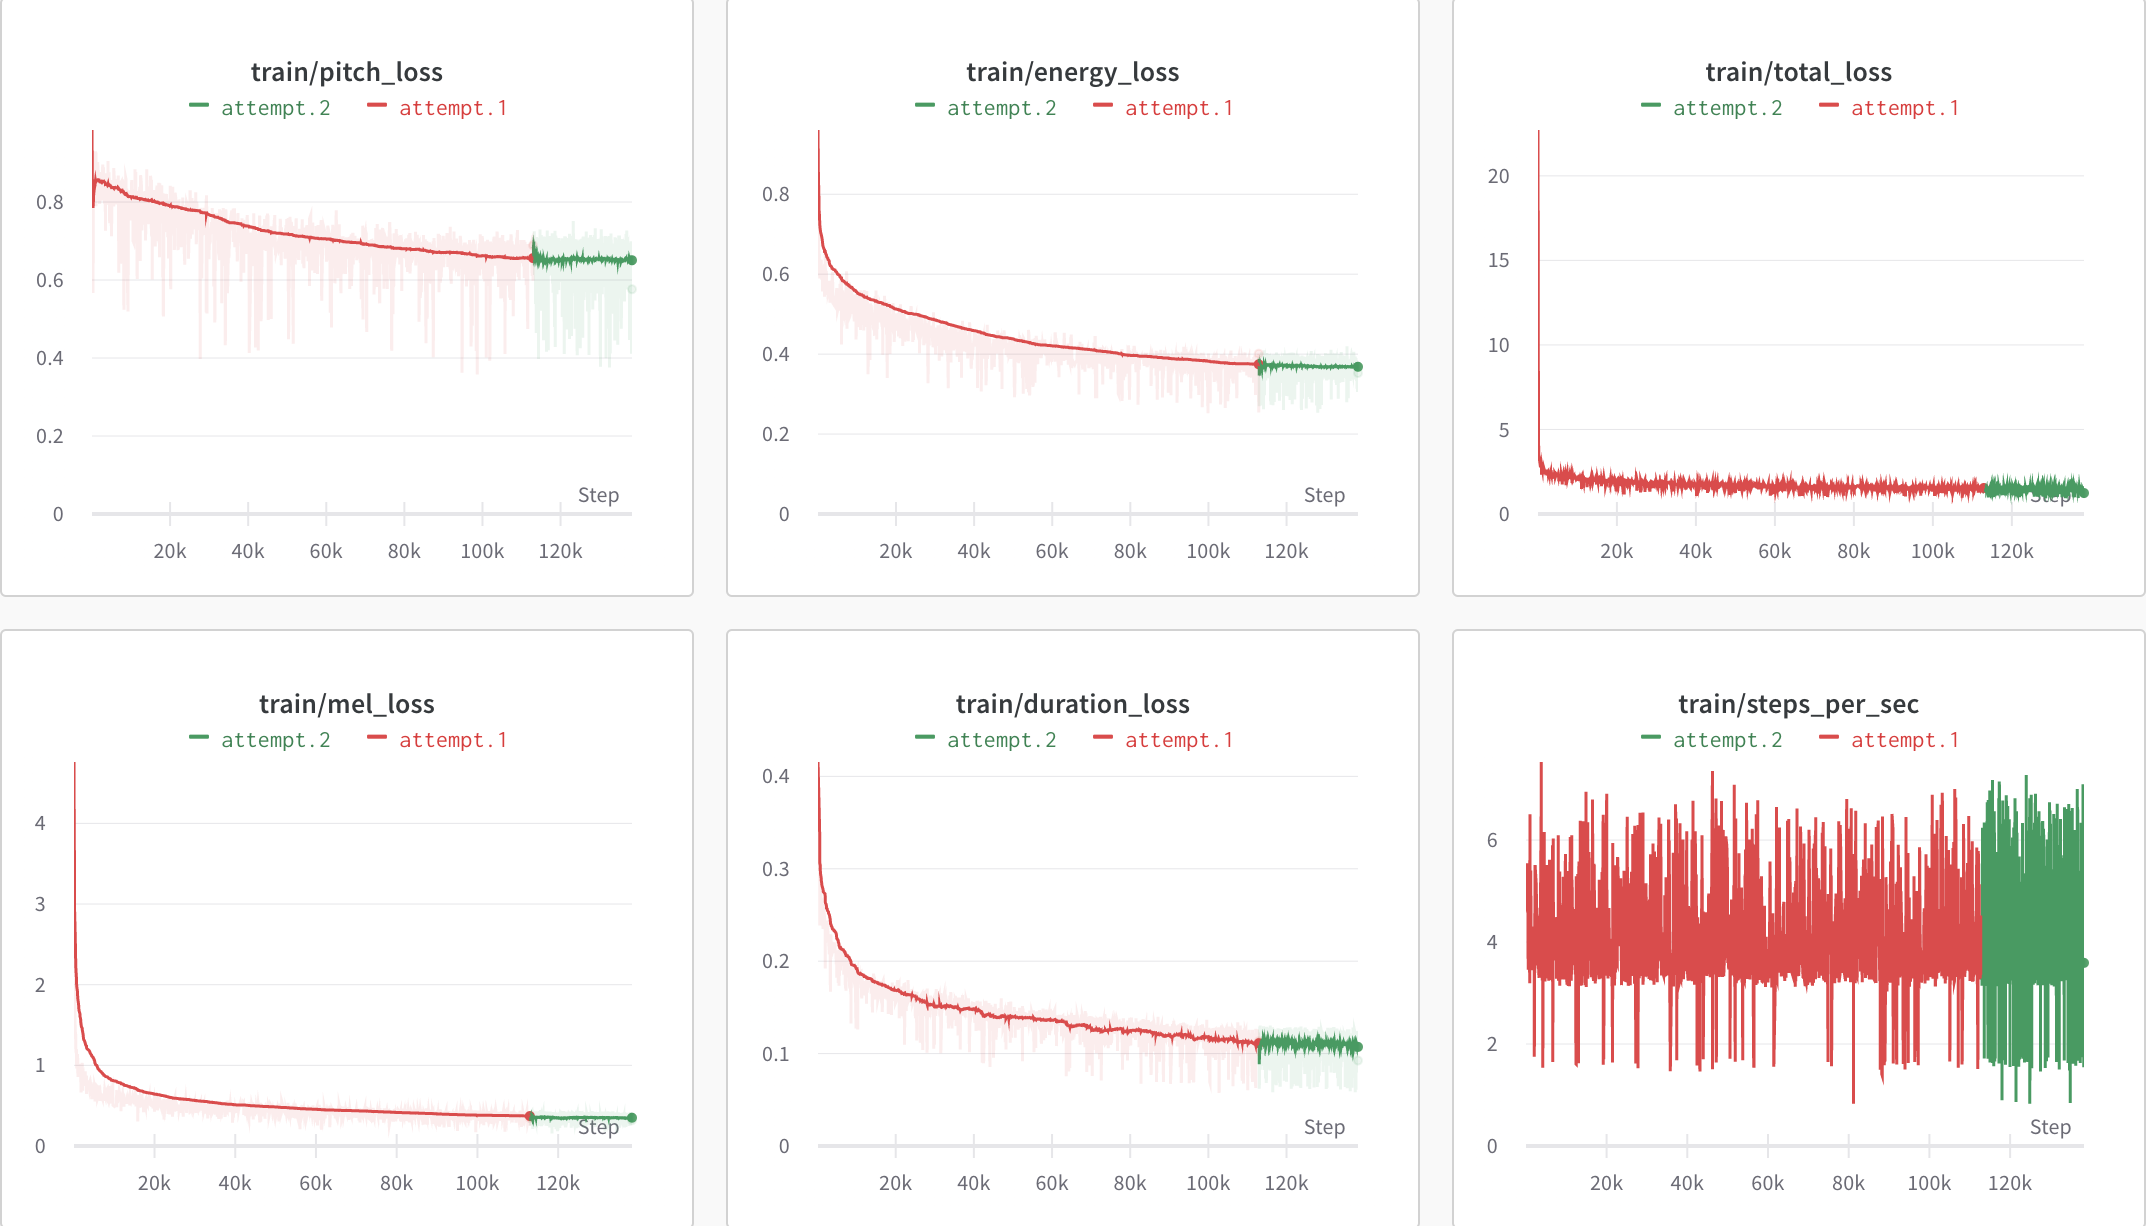 train/pitch_loss
attempt.2 attempt.1
0.8
0.6
0.4
0.2
0
Step
20k 40k 60k 80k 100k 120k
train/energy_loss
attempt.2 attempt.1
0.8
0.6
0.4
0.2
0
Step
20k 40k 60k 80k 100k 120k
train/total_loss
attempt.2 attempt.1
20
15
10
5
0
Step
20k 40k 60k 80k 100k 120k
train/mel_loss
attempt.2 attempt.1
4
3
2
1
0
Step
20k 40k 60k 80k 100k 120k
train/duration_loss
attempt.2 attempt.1
0.4
0.3
0.2
0.1
0
Step
20k 40k 60k 80k 100k 120k
train/steps_per_sec
attempt.2 attempt.1
6
4
2
0
Step
20k 40k 60k 80k 100k 120k